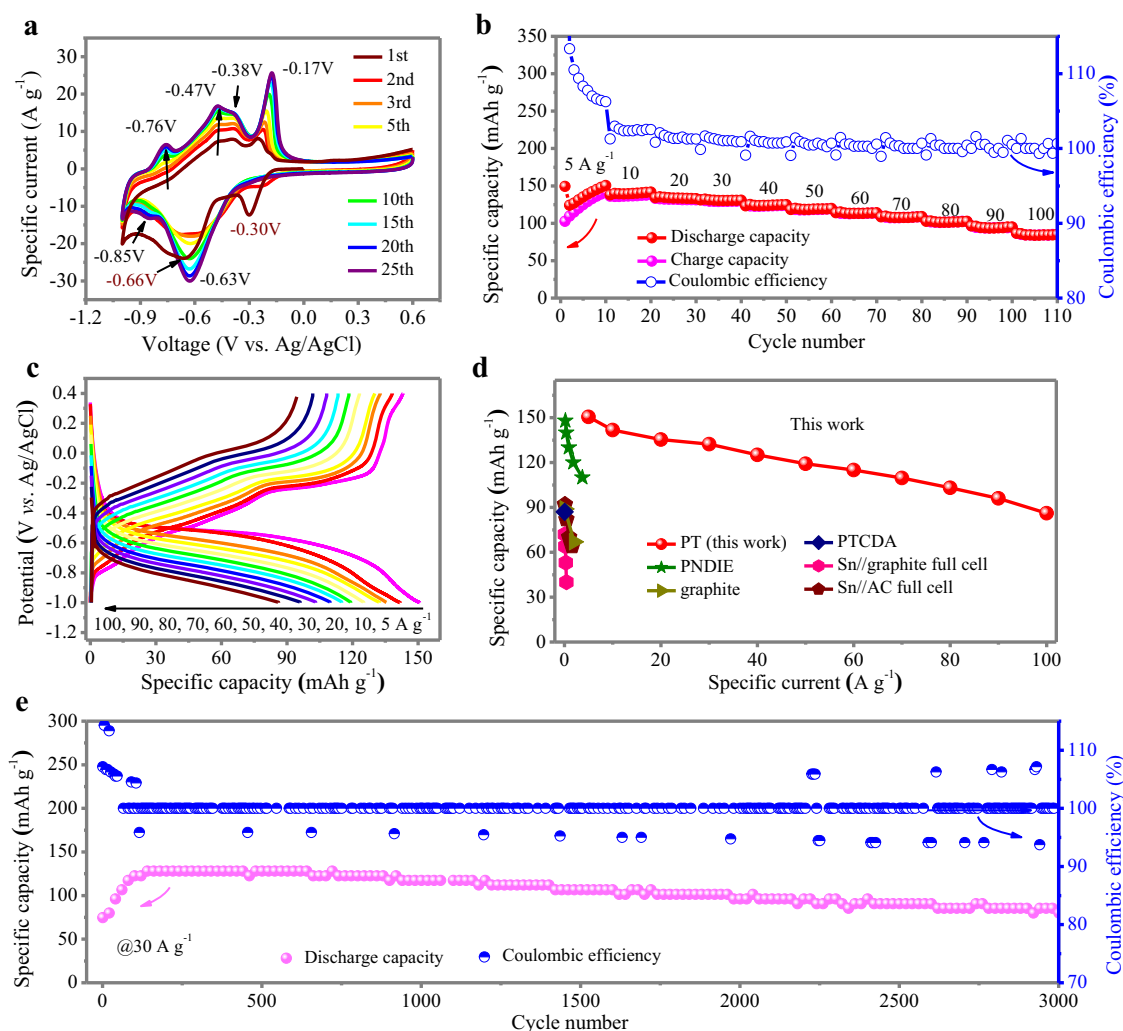 a
Specific current (A g-1)
30
20
10
0
-10
-20
-30
-1.2 -0.9 -0.6 -0.3 0.0 0.3 0.6
Voltage (V vs. Ag/AgCl)
-0.76V
-0.47V
-0.38V
-0.17V
-0.85V
-0.66V
-0.63V
-0.30V
1st
2nd
3rd
5th
10th
15th
20th
25th
b
Specific capacity (mAh g-1)
350
300
250
200
150
100
50
0
0 10 20 30 40 50 60 70 80 90 100 110
Cycle number
110
100
90
80
Coulombic efficiency (%)
5 A g-1
10 20 30 40 50 60 70 80 90 100
Discharge capacity
Charge capacity
Coulombic efficiency
c
Potential (V vs. Ag/AgCl)
0.4
0.2
0.0
-0.2
-0.4
-0.6
-0.8
-1.0
-1.2
0 30 60 90 120 150
Specific capacity (mAh g-1)
100, 90, 80, 70, 60, 50, 40, 30, 20, 10, 5 A g-1
d
Specific capacity (mAh g-1)
150
120
90
60
30
0
0 20 40 60 80 100
Specific current (A g-1)
This work
PT (this work)
PNDIE
graphite
PTCDA
Sn//graphite full cell
Sn//AC full cell
e
Specific capacity (mAh g-1)
300
250
200
150
100
50
0
0 500 1000 1500 2000 2500 3000
Cycle number
110
100
90
80
70
Coulombic efficiency (%)
@30 A g-1
Discharge capacity
Coulombic efficiency